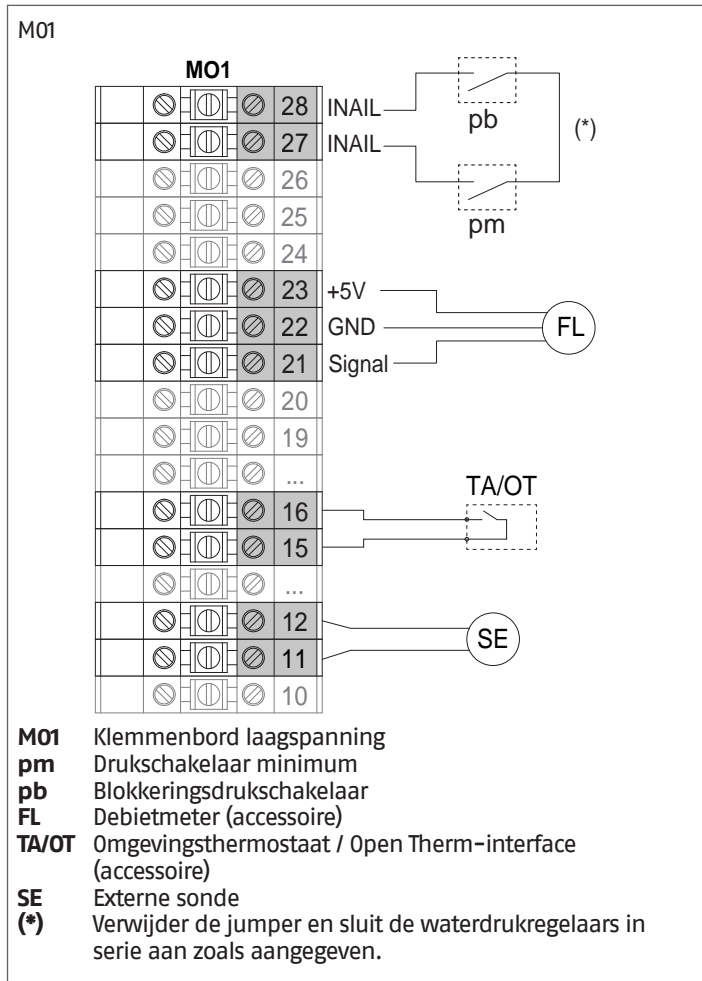 M01
MO1
28 INAIL
pb
(*)
27 INAIL
26
pm
25
24
23 +5V
22 GND
FL
21 Signal
20
19
...
TA/OT
16
15
...
12
SE
11
10
M01 Klemmenbord laagspanning
pm Drukschakelaar minimum
pb Blokkeringsdrukschakelaar
FL Debietmeter (accessoire)
TA/OT Omgevingsthermostaat / Open Therm-interface
(accessoire)
SE Externe sonde
(*) Verwijder de jumper en sluit de waterdrukregelaars in
serie aan zoals aangegeven.